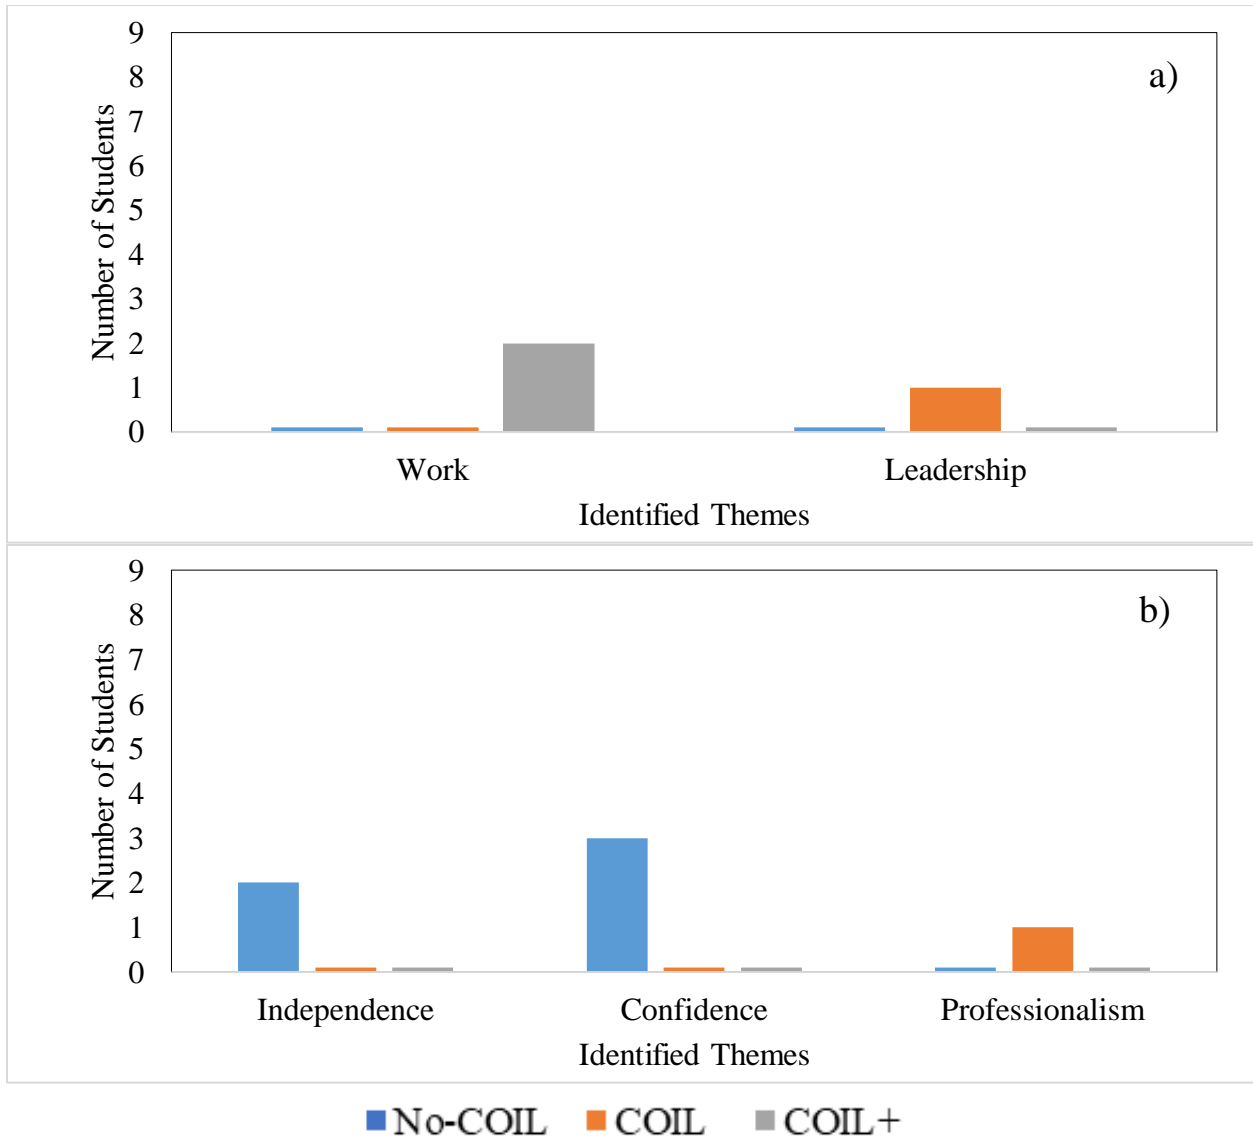 9
8
7
6
5
4
3
2
1
0
Number of Students
a)
Work Leadership
Identified Themes
9
8
7
6
5
4
3
2
1
0
Number of Students
b)
Independence Confidence Professionalism
Identified Themes
No-COIL COIL COIL+